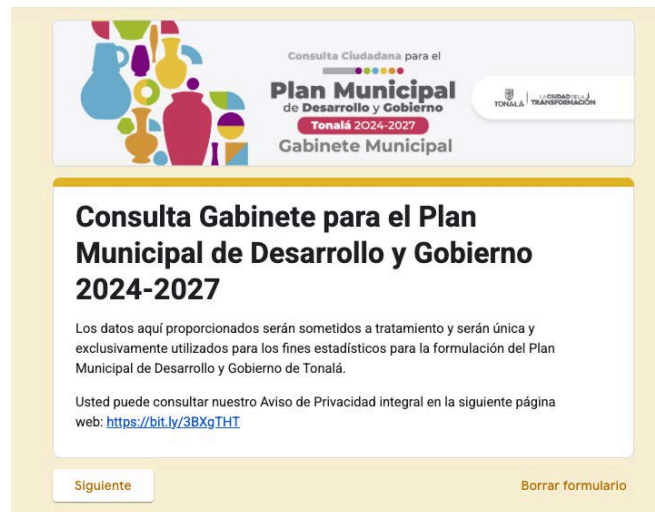 Consulta Ciudadana para el
Plan Municipal
de Desarrollo y Gobierno
Tonalá 2024-2027
Gabinete Municipal
TONALÁ
LA CIUDAD DE LA
TRANSFORMACIÓN
Consulta Gabinete para el Plan
Municipal de Desarrollo y Gobierno
2024-2027
Los datos aquí proporcionados serán sometidos a tratamiento y serán única y
exclusivamente utilizados para los fines estadísticos para la formulación del Plan
Municipal de Desarrollo y Gobierno de Tonalá.
Usted puede consultar nuestro Aviso de Privacidad integral en la siguiente página
web: https://bit.ly/3BXgTHT
Siguiente
Borrar formulario